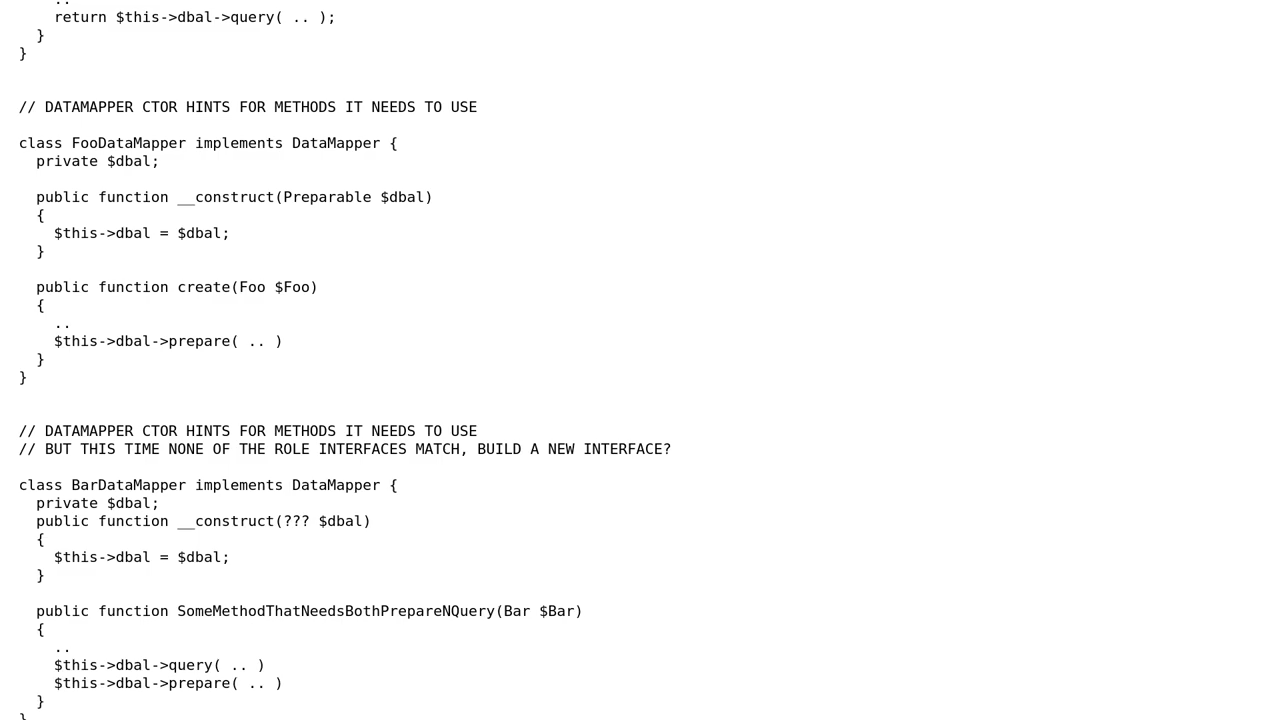 ..
    return $this->dbal->query( .. );
  }
}

// DATAMAPPER CTOR HINTS FOR METHODS IT NEEDS TO USE

class FooDataMapper implements DataMapper {
  private $dbal;

  public function __construct(Preparable $dbal)
  {
    $this->dbal = $dbal;
  }

  public function create(Foo $Foo)
  {
    ..
    $this->dbal->prepare( .. )
  }
}

// DATAMAPPER CTOR HINTS FOR METHODS IT NEEDS TO USE
// BUT THIS TIME NONE OF THE ROLE INTERFACES MATCH, BUILD A NEW INTERFACE?

class BarDataMapper implements DataMapper {
  private $dbal;
  public function __construct(??? $dbal)
  {
    $this->dbal = $dbal;
  }

  public function SomeMethodThatNeedsBothPrepareNQuery(Bar $Bar)
  {
    ..
    $this->dbal->query( .. )
    $this->dbal->prepare( .. )
  }
}